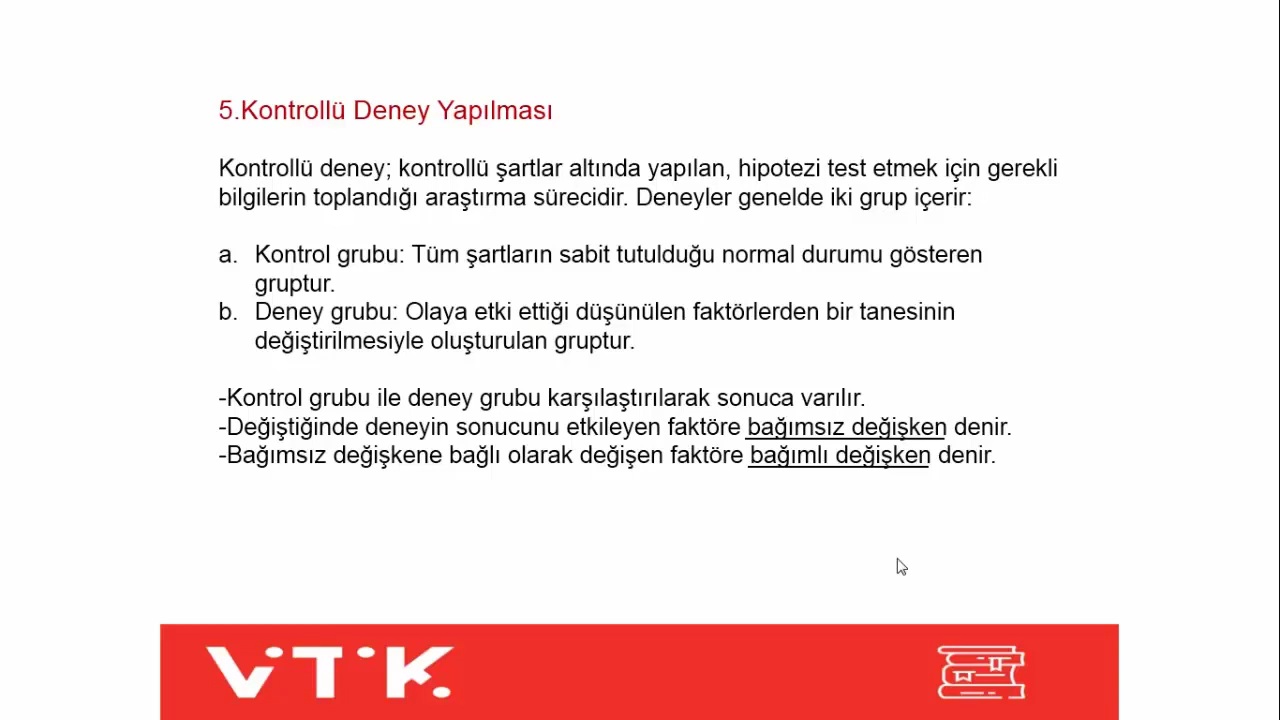 5.Kontrollü Deney Yapılması
Kontrollü deney; kontrollü şartlar altında yapılan, hipotezi test etmek için gerekli
bilgilerin toplandığı araştırma sürecidir. Deneyler genelde iki grup içerir:
a. Kontrol grubu: Tüm şartların sabit tutulduğu normal durumu gösteren
gruptur.
b. Deney grubu: Olaya etki ettiği düşünülen faktörlerden bir tanesinin
değiştirilmesiyle oluşturulan gruptur.
-Kontrol grubu ile deney grubu karşılaştırılarak sonuca varılır.
-Değiştiğinde deneyin sonucunu etkileyen faktöre bağımsız değişken denir.
-Bağımsız değişkene bağlı olarak değişen faktöre bağımlı değişken denir.
ViTiK.